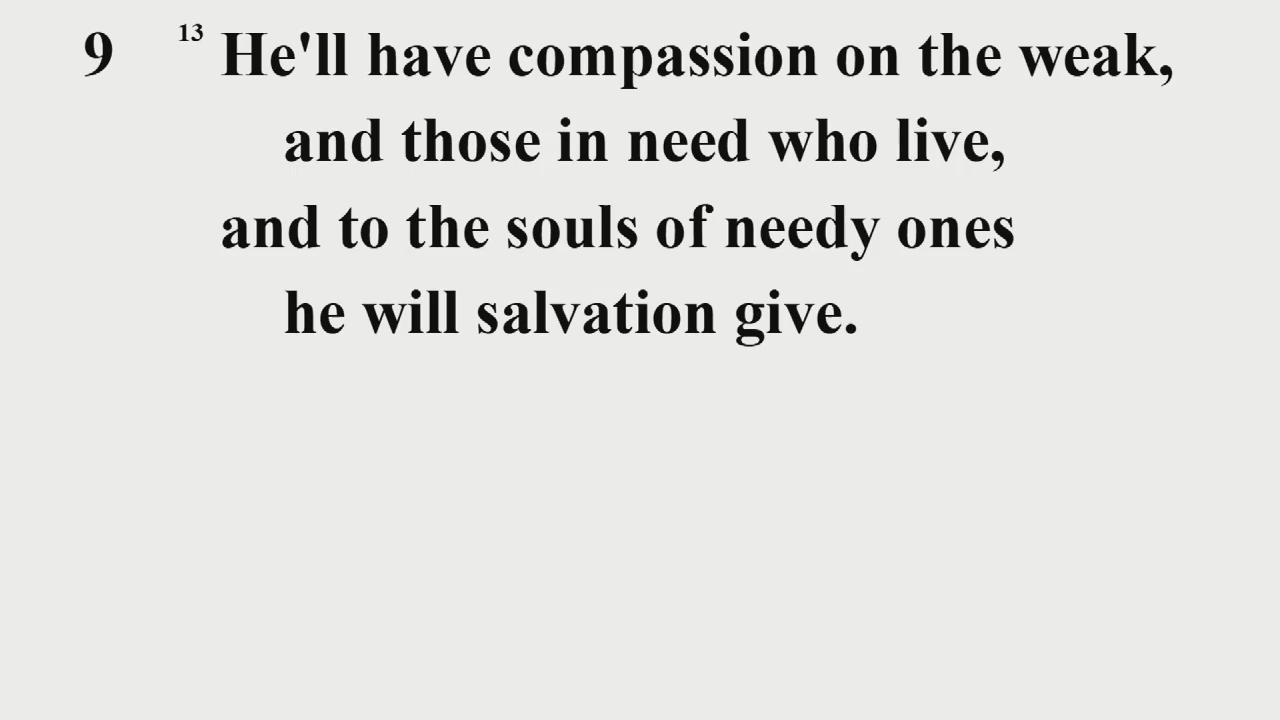 9 13 He'll have compassion on the weak,
and those in need who live,
and to the souls of needy ones
he will salvation give.